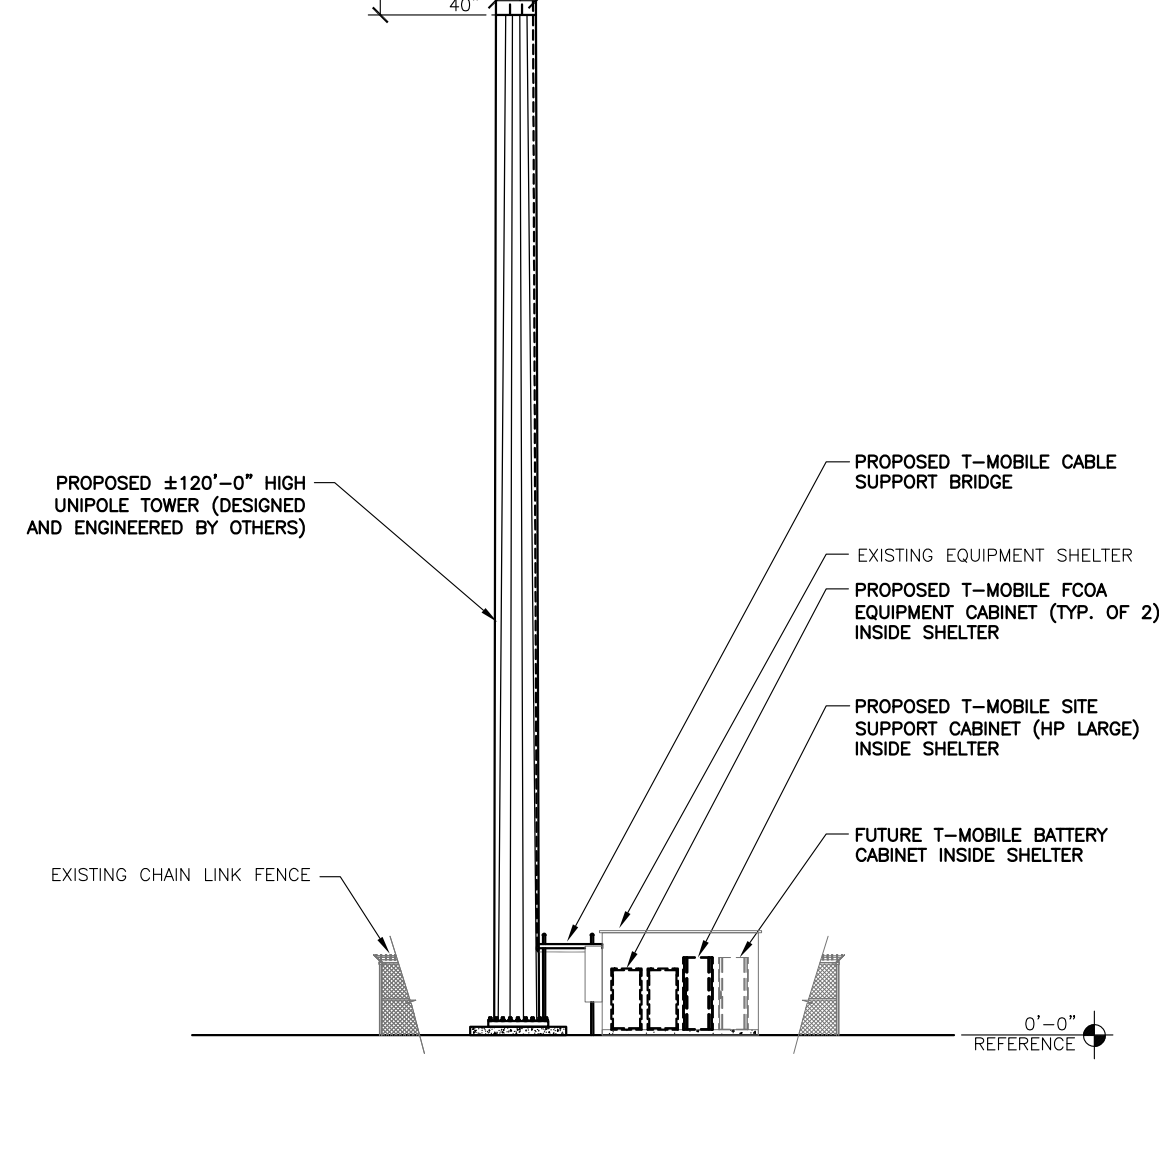 40"
PROPOSED ±120'-0" HIGH
UNIPOLE TOWER (DESIGNED
AND ENGINEERED BY OTHERS)
PROPOSED T-MOBILE CABLE
SUPPORT BRIDGE
EXISTING EQUIPMENT SHELTER
PROPOSED T-MOBILE FCOA
EQUIPMENT CABINET (TYP. OF 2)
INSIDE SHELTER
PROPOSED T-MOBILE SITE
SUPPORT CABINET (HP LARGE)
INSIDE SHELTER
FUTURE T-MOBILE BATTERY
CABINET INSIDE SHELTER
EXISTING CHAIN LINK FENCE
0'-0"
REFERENCE